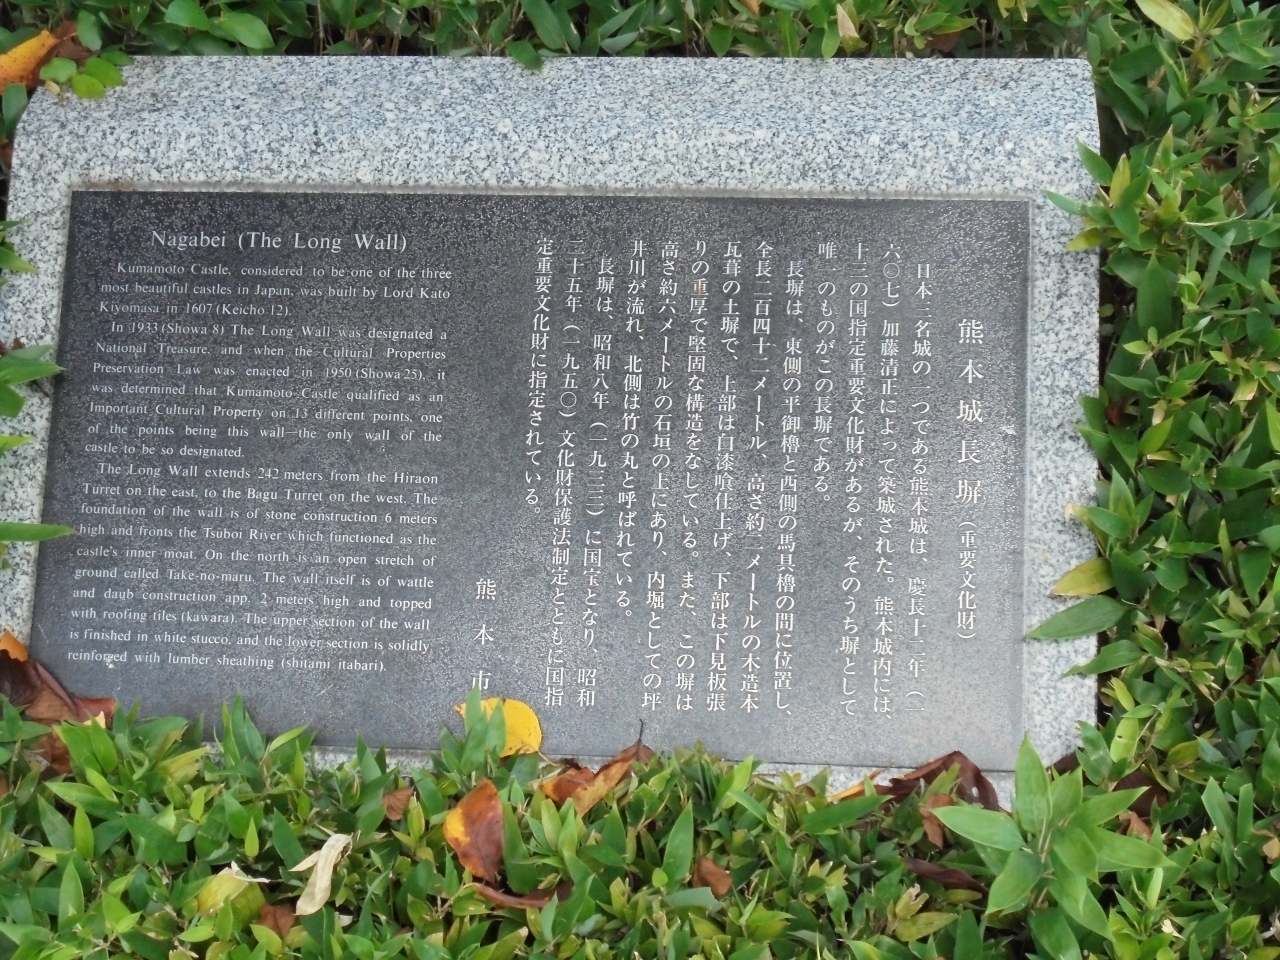 Nagabei (The Long Wall)
Kumamoto Castle, considered to be one of the three
most beautiful castles in Japan, was built by Lord Kato
Kiyomasa in 1607 (Keicho 12).
In 1933 (Showa 8) The Long Wall was designated a
National Treasure, and when the Cultural Properties
Preservation Law was enacted in 1950 (Showa 25), it
was determined that Kumamoto Castle qualified as an
Important Cultural Property on 13 different points, one
of the points being this wall—the only wall of the
castle to be so designated.
The Long Wall extends 242 meters from the Hiraon
Turret on the east, to the Bagu Turret on the west. The
foundation of the wall is of stone construction 6 meters
high and fronts the Tsuboi River which functioned as the
castle's inner moat. On the north is an open stretch of
ground called Take-no-maru. The wall itself is of wattle
and daub construction app. 2 meters high and topped
with roofing tiles (kawara). The upper section of the wall
is finished in white stucco, and the lower section is solidly
reinforced with lumber sheathing (shitami itabari).
熊本城長塀（重要文化財）
日本三名城の一つである熊本城は、慶長十二年（一
六〇七）加藤清正によって築城された。熊本城内には、
十三の国指定重要文化財があるが、そのうち塀として
唯一のものがこの長塀である。
長塀は、東側の平御櫓と西側の馬具櫓の間に位置し、
全長二百四十二メートル、高さ約二メートルの木造本
瓦葺の土塀で、上部は白漆喰仕上げ、下部は下見板張
りの重厚で堅固な構造をなしている。また、この塀は
高さ約六メートルの石垣の上にあり、内堀としての坪
井川が流れ、北側は竹の丸と呼ばれている。
長塀は、昭和八年（一九三三）に国宝となり、昭和
二十五年（一九五〇）文化財保護法制定とともに国指
定重要文化財に指定されている。
熊本市